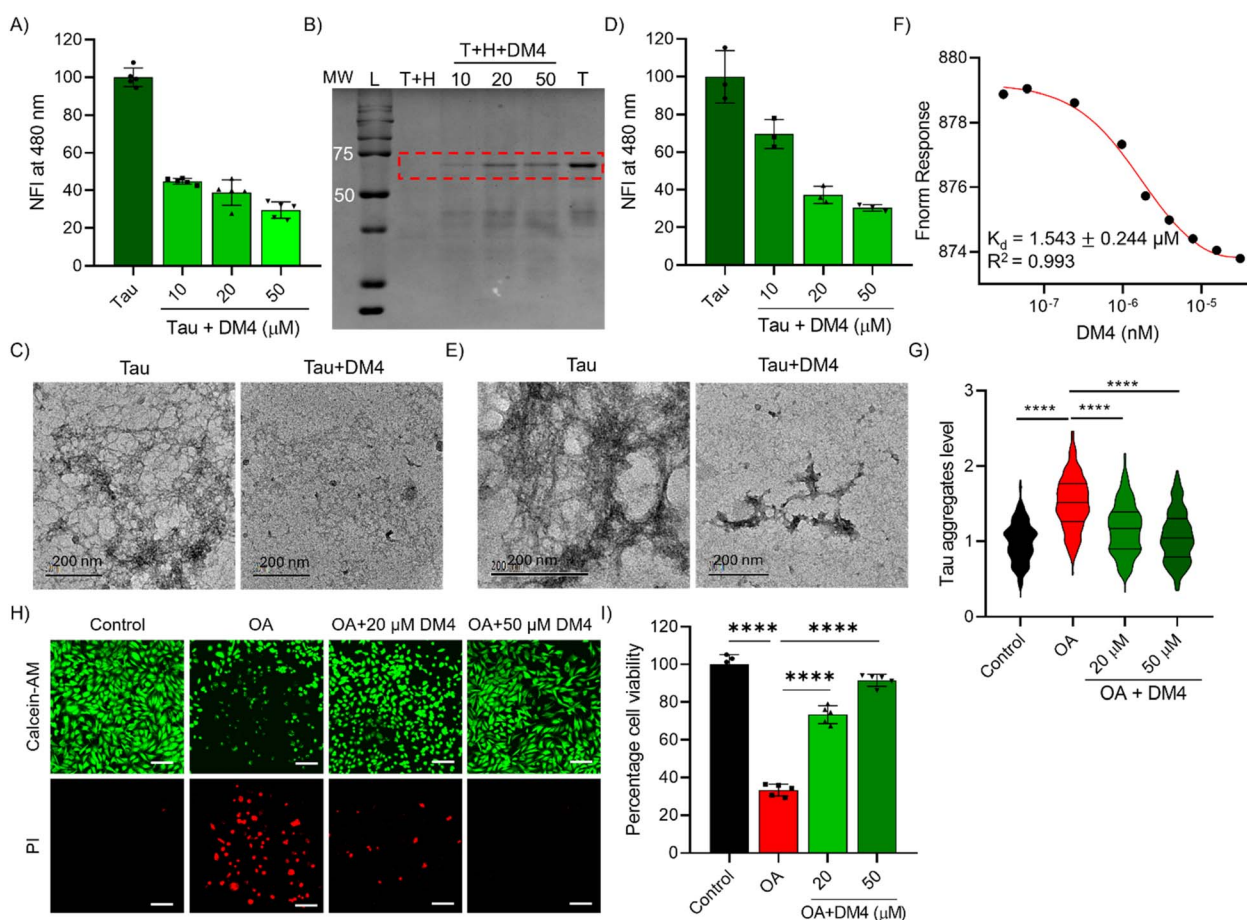 A)
NFI at 480 nm
120
100
80
60
40
20
0
Tau
10
20
50
Tau + DM4 (μM)
B)
T+H+DM4
MW L T+H 10 20 50 T
75
50
D)
NFI at 480 nm
120
100
80
60
40
20
0
Tau
10
20
50
Tau + DM4 (μM)
F)
Fnorm Response
880
878
876
874
Kd = 1.543 ± 0.244 μM
R² = 0.993
10⁻⁷ 10⁻⁶ 10⁻⁵
DM4 (nM)
C)
Tau
Tau+DM4
200 nm
200 nm
E)
Tau
Tau+DM4
200 nm
200 nm
G)
Tau aggregates level
3
2
1
0
****
**** ****
Control
OA
20 μM
50 μM
OA + DM4
H)
Control OA OA+20 μM DM4 OA+50 μM DM4
Calcein-AM
PI
I)
Percentage cell viability
120
100
80
60
40
20
0
**** ****
****
Control
OA
20
50
OA+DM4 (μM)